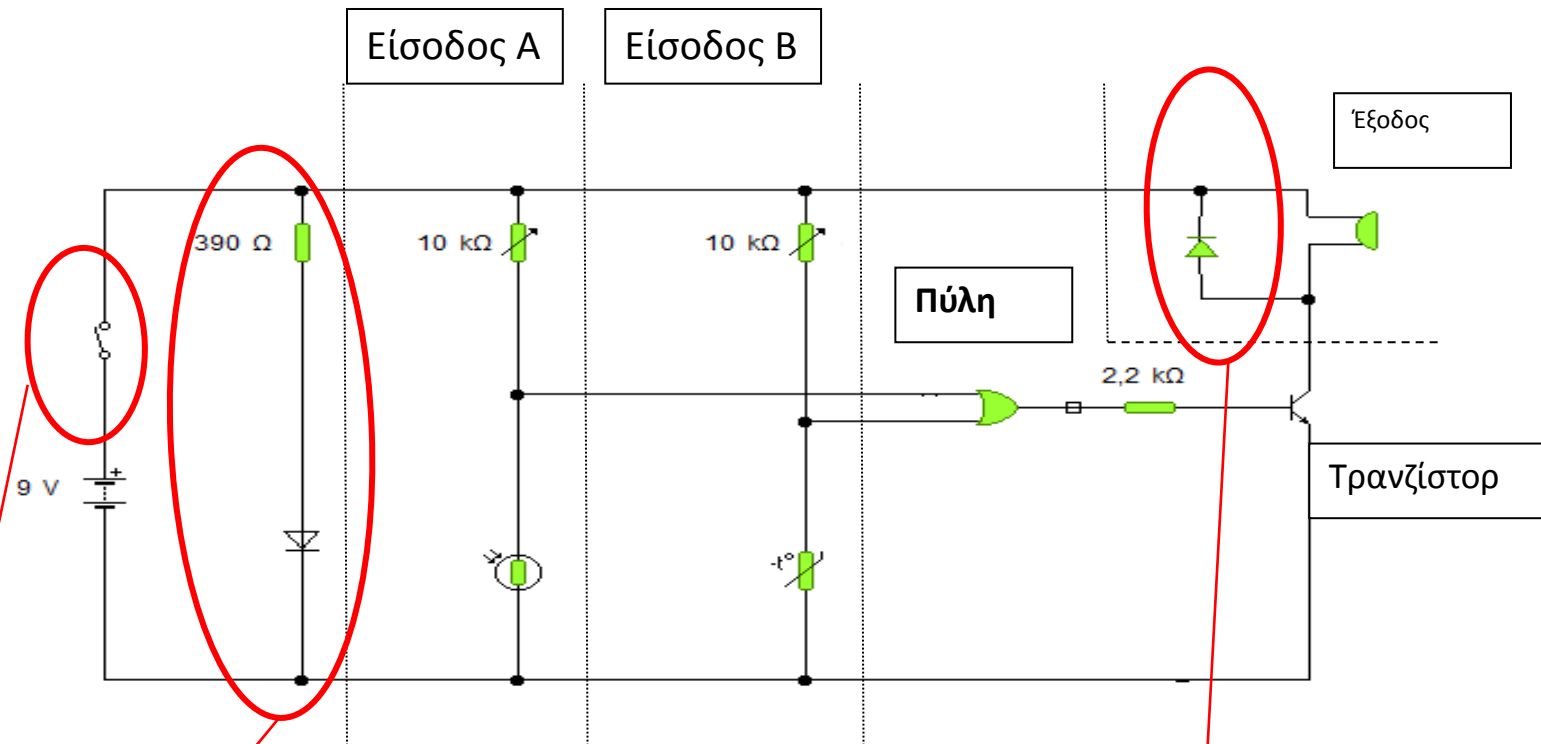 Είσοδος Α
Είσοδος Β
Έξοδος
390 Ω
10 kΩ
10 kΩ
Πύλη
2,2 kΩ
+
9 V
Τρανζίστορ
-t°